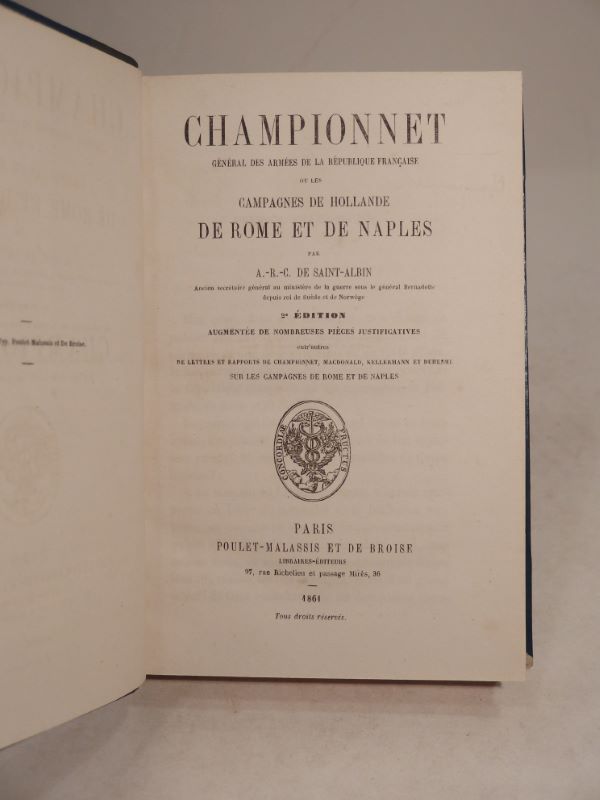 Typ. Poulet-Malassis et De Broise.
CHAMPIONNET
GÉNÉRAL DES ARMÉES DE LA RÉPUBLIQUE FRANÇAISE
OU LES
CAMPAGNES DE HOLLANDE
DE ROME ET DE NAPLES
PAR
A.-R.-C. DE SAINT-ALBIN
Ancien secrétaire général au ministère de la guerre sous le général Bernadotte
depuis roi de Suède et de Norwége
2e ÉDITION
AUGMENTÉE DE NOMBREUSES PIÈCES JUSTIFICATIVES
entr'autres
DE LETTRES ET RAPPORTS DE CHAMPIONNET, MACDONALD, KELLERMANN ET DUHESME
SUR LES CAMPAGNES DE ROME ET DE NAPLES
CONCORDIÆ FRUCTUS
PARIS
POULET-MALASSIS ET DE BROISE
LIBRAIRES-ÉDITEURS
97, rue Richelieu et passage Mirès, 36
1861
Tous droits réservés.